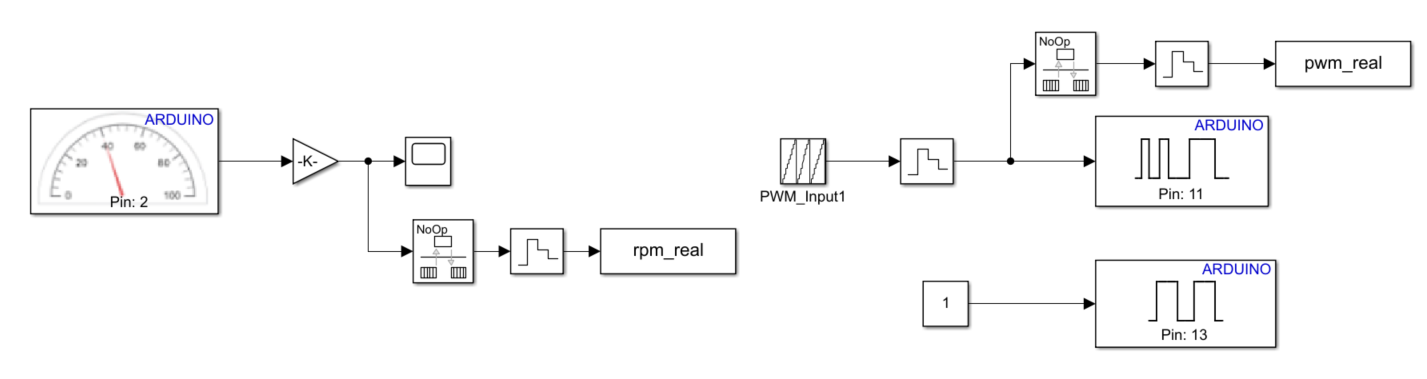 ARDUINO
0
20
40
60
80
100
Pin: 2
-K-
NoOp
rpm_real
PWM_Input1
NoOp
pwm_real
ARDUINO
Pin: 11
1
ARDUINO
Pin: 13